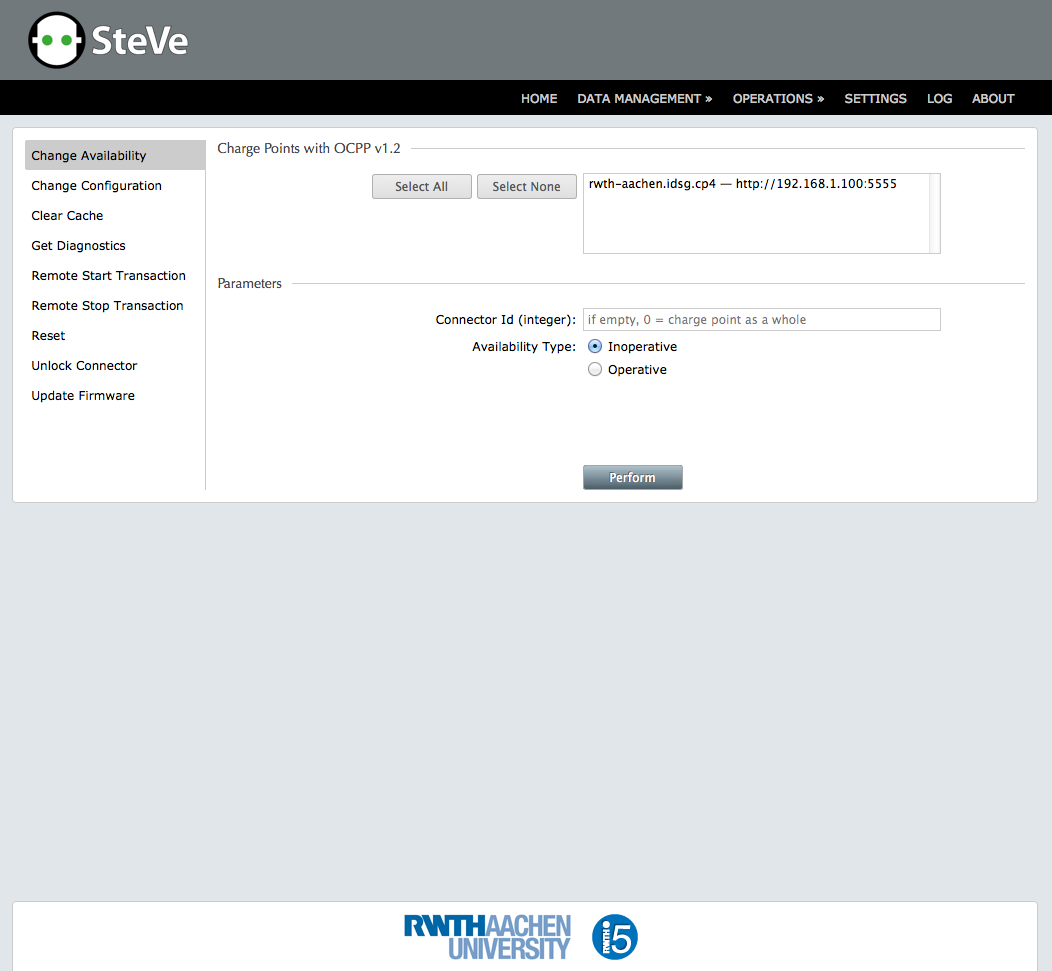 SteVe
HOME DATA MANAGEMENT » OPERATIONS » SETTINGS LOG ABOUT
Change Availability
Change Configuration
Clear Cache
Get Diagnostics
Remote Start Transaction
Remote Stop Transaction
Reset
Unlock Connector
Update Firmware
Charge Points with OCPP v1.2
Select All Select None rwth-aachen.idsg.cp4 — http://192.168.1.100:5555
Parameters
Connector Id (integer): if empty, 0 = charge point as a whole
Availability Type: Inoperative
Operative
Perform
RWTH AACHEN
UNIVERSITY
RWTH i5